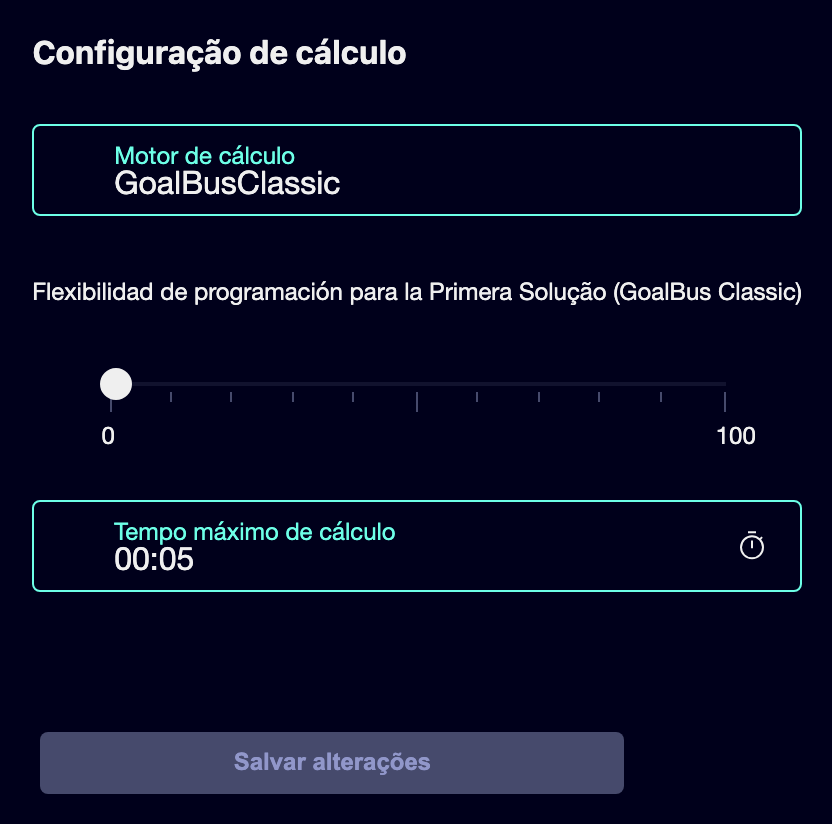 Configuração de cálculo
Motor de cálculo
GoalBusClassic
Flexibilidad de programación para la Primera Solução (GoalBus Classic)
0 100
Tempo máximo de cálculo
00:05
Salvar alterações